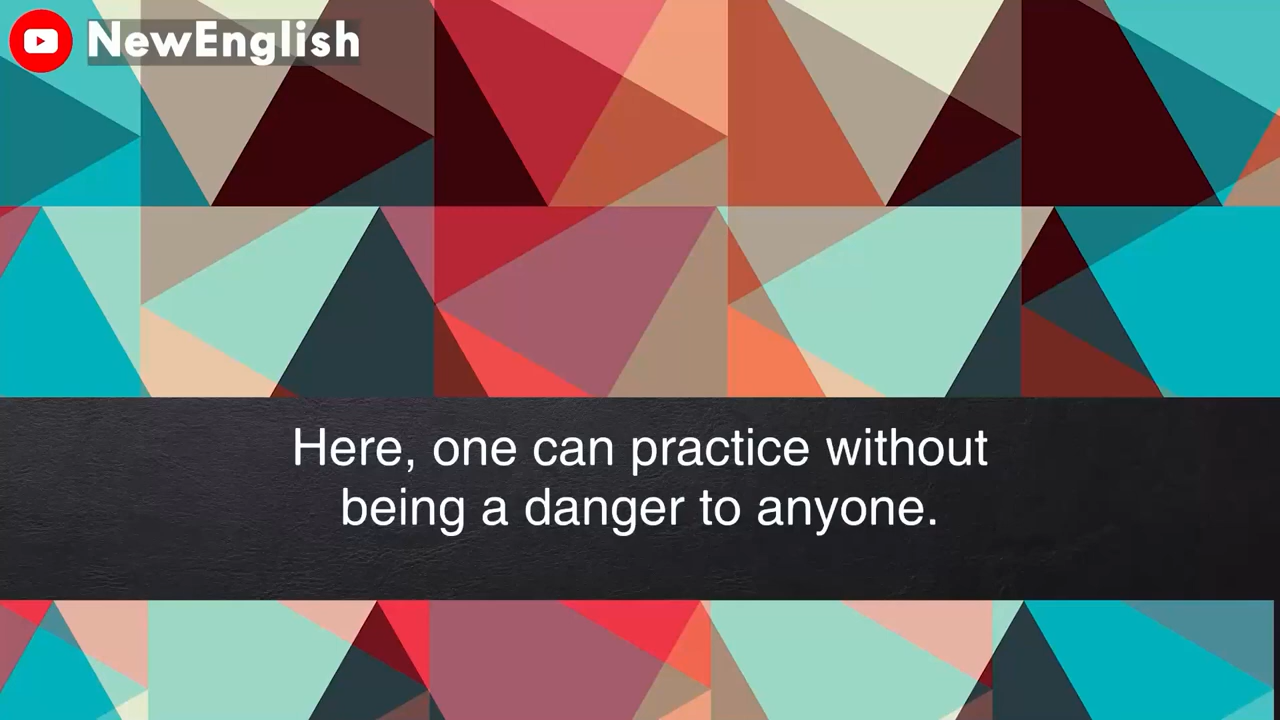 NewEnglish
Here, one can practice without
being a danger to anyone.